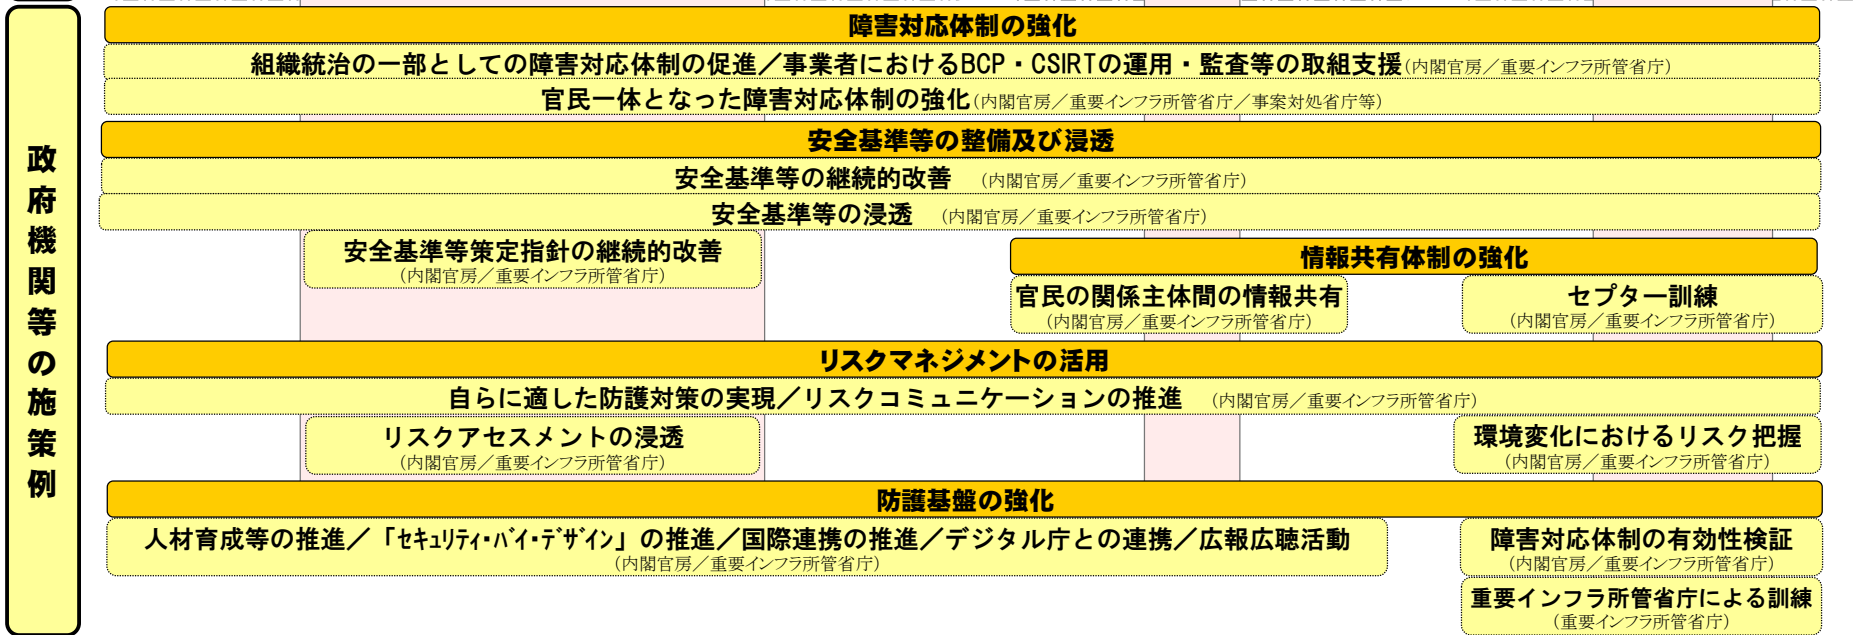 政府機関等の施策例
障害対応体制の強化
組織統治の一部としての障害対応体制の促進／事業者におけるBCP・CSIRTの運用・監査等の取組支援(内閣官房／重要インフラ所管省庁)
官民一体となった障害対応体制の強化(内閣官房／重要インフラ所管省庁／事案対処省庁等)
安全基準等の整備及び浸透
安全基準等の継続的改善 (内閣官房／重要インフラ所管省庁)
安全基準等の浸透 (内閣官房／重要インフラ所管省庁)
安全基準等策定指針の継続的改善
(内閣官房／重要インフラ所管省庁)
情報共有体制の強化
官民の関係主体間の情報共有
(内閣官房／重要インフラ所管省庁)
セプター訓練
(内閣官房／重要インフラ所管省庁)
リスクマネジメントの活用
自らに適した防護対策の実現／リスクコミュニケーションの推進 (内閣官房／重要インフラ所管省庁)
リスクアセスメントの浸透
(内閣官房／重要インフラ所管省庁)
環境変化におけるリスク把握
(内閣官房／重要インフラ所管省庁)
防護基盤の強化
人材育成等の推進／「ｾｷｭﾘﾃｨ･ﾊﾞｲ･ﾃﾞｻﾞｲﾝ」の推進／国際連携の推進／デジタル庁との連携／広報広聴活動
(内閣官房／重要インフラ所管省庁)
障害対応体制の有効性検証
(内閣官房／重要インフラ所管省庁)
重要インフラ所管省庁による訓練
(重要インフラ所管省庁)